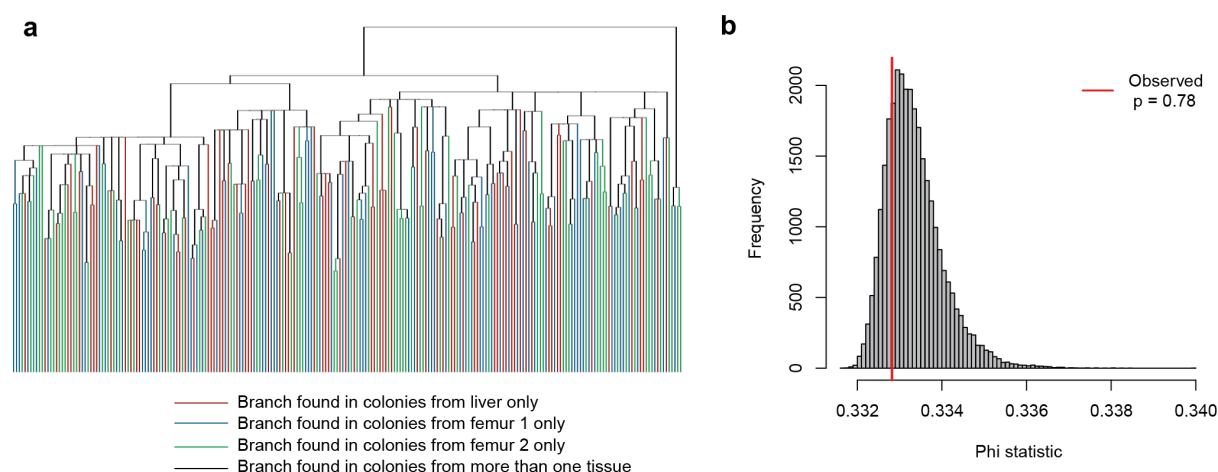 a
Branch found in colonies from liver only
Branch found in colonies from femur 1 only
Branch found in colonies from femur 2 only
Branch found in colonies from more than one tissue
b
Observed
p = 0.78
Frequency
2000
1500
1000
500
0
0.332 0.334 0.336 0.338 0.340
Phi statistic